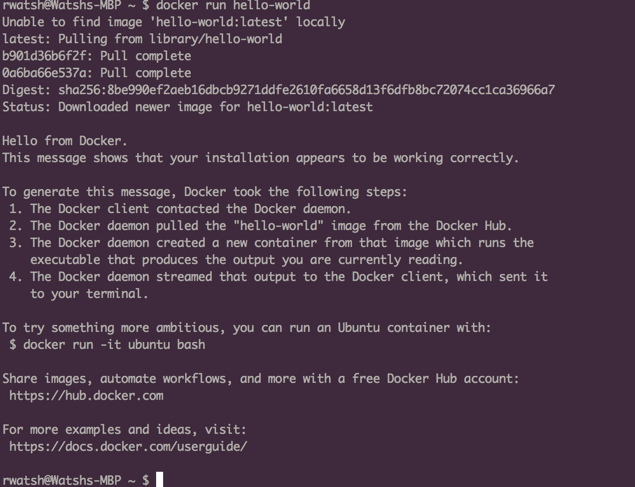 rwatsh@Watshs-MBP ~ $ docker run hello-world
Unable to find image 'hello-world:latest' locally
latest: Pulling from library/hello-world
b901d36b6f2f: Pull complete
0a6ba66e537a: Pull complete
Digest: sha256:8be990ef2aeb16dbcb9271ddfe2610fa6658d13f6dfb8bc72074cc1ca36966a7
Status: Downloaded newer image for hello-world:latest
Hello from Docker.
This message shows that your installation appears to be working correctly.
To generate this message, Docker took the following steps:
1. The Docker client contacted the Docker daemon.
2. The Docker daemon pulled the "hello-world" image from the Docker Hub.
3. The Docker daemon created a new container from that image which runs the
executable that produces the output you are currently reading.
4. The Docker daemon streamed that output to the Docker client, which sent it
to your terminal.
To try something more ambitious, you can run an Ubuntu container with:
$ docker run -it ubuntu bash
Share images, automate workflows, and more with a free Docker Hub account:
https://hub.docker.com
For more examples and ideas, visit:
https://docs.docker.com/userguide/
rwatsh@Watshs-MBP ~ $